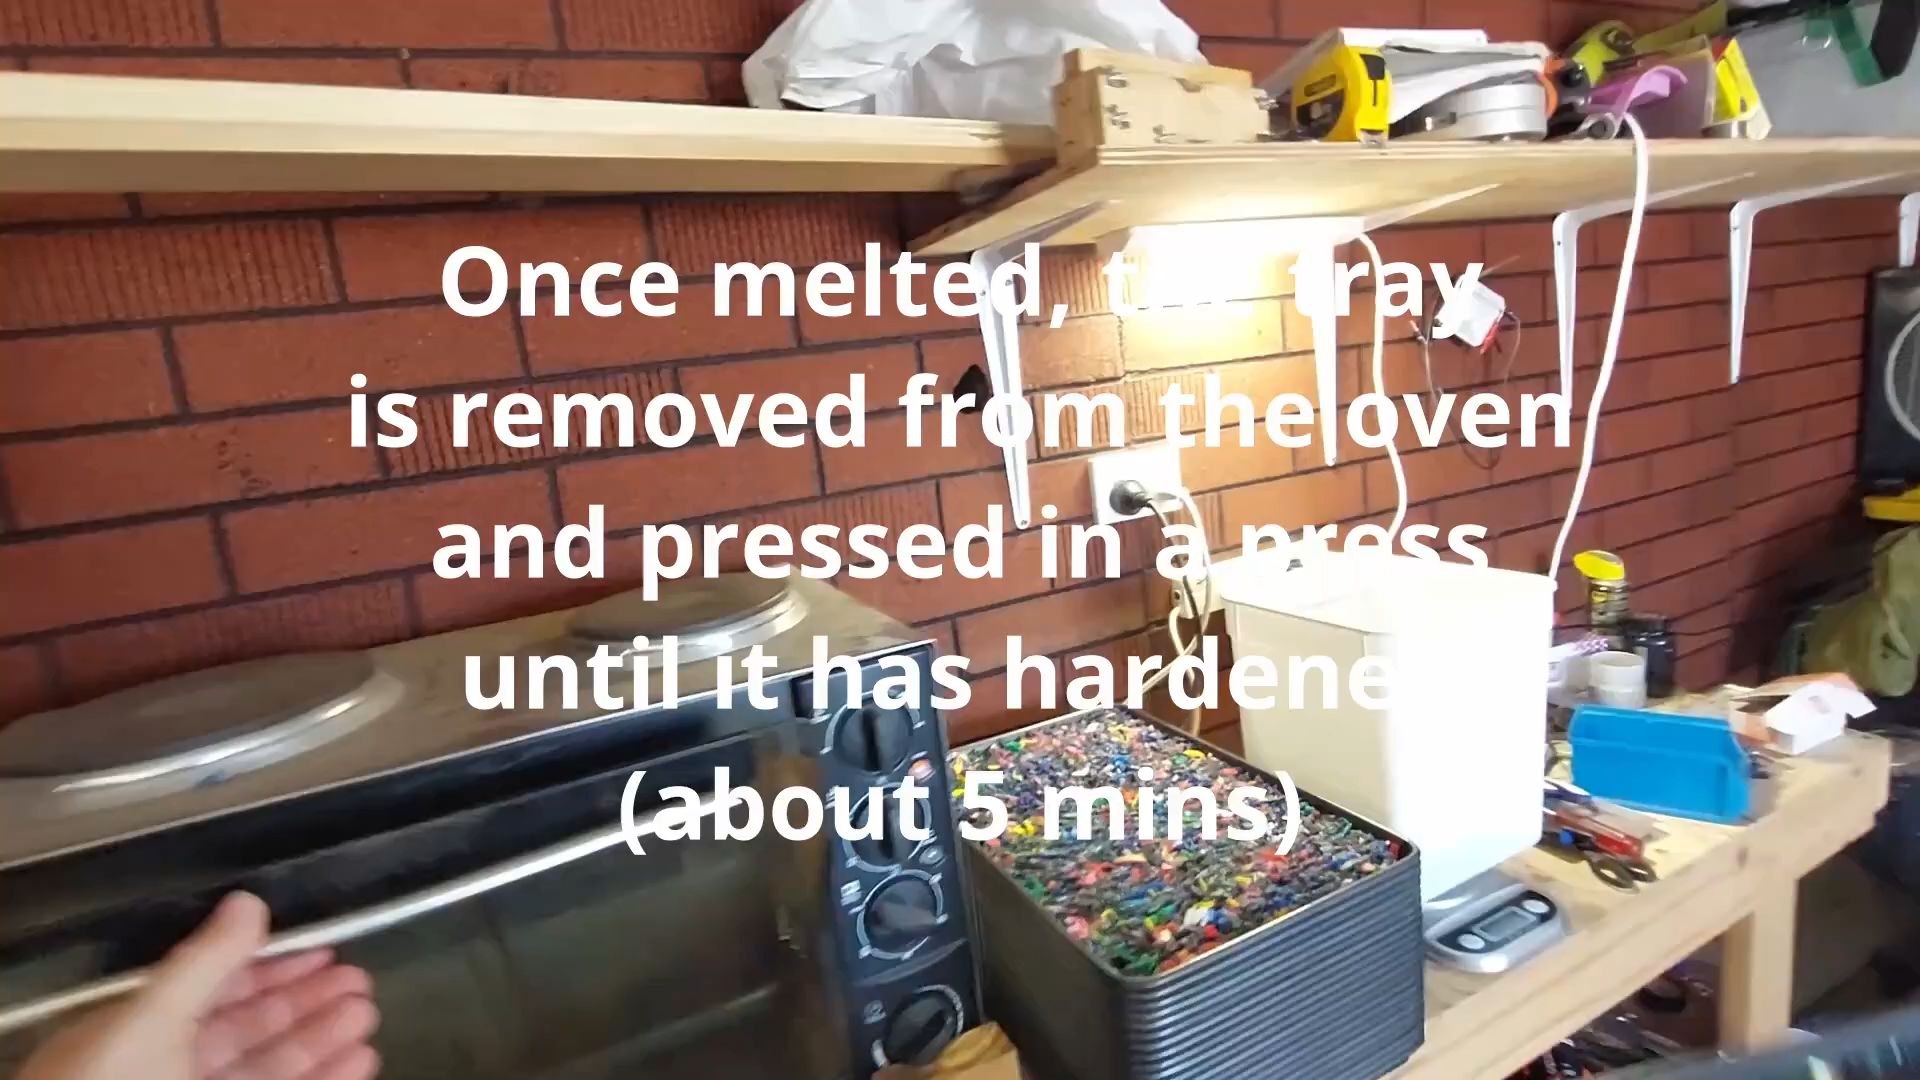 Once melted, the tray
is removed from the oven
and pressed in a press
until it has hardened
(about 5 mins)